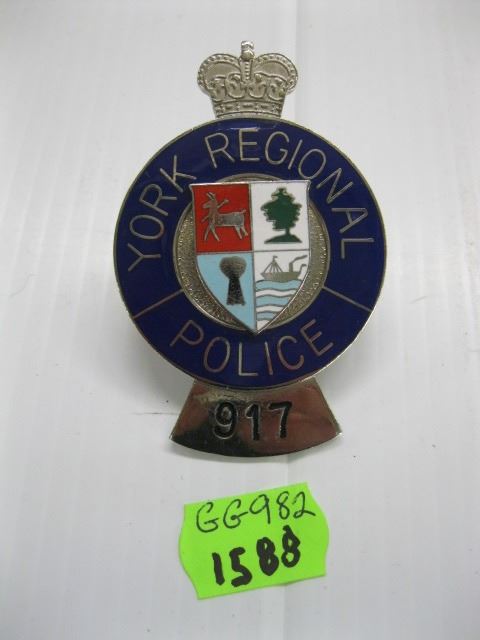 YORK REGIONAL
POLICE
917
GG982
1588